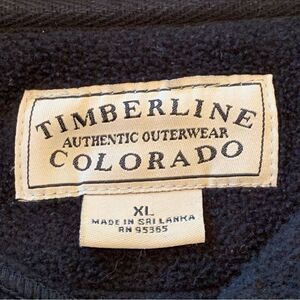 TIMBERLINE
AUTHENTIC OUTERWEAR
COLORADO
XL
MADE IN SRI LANKA
RN 95365